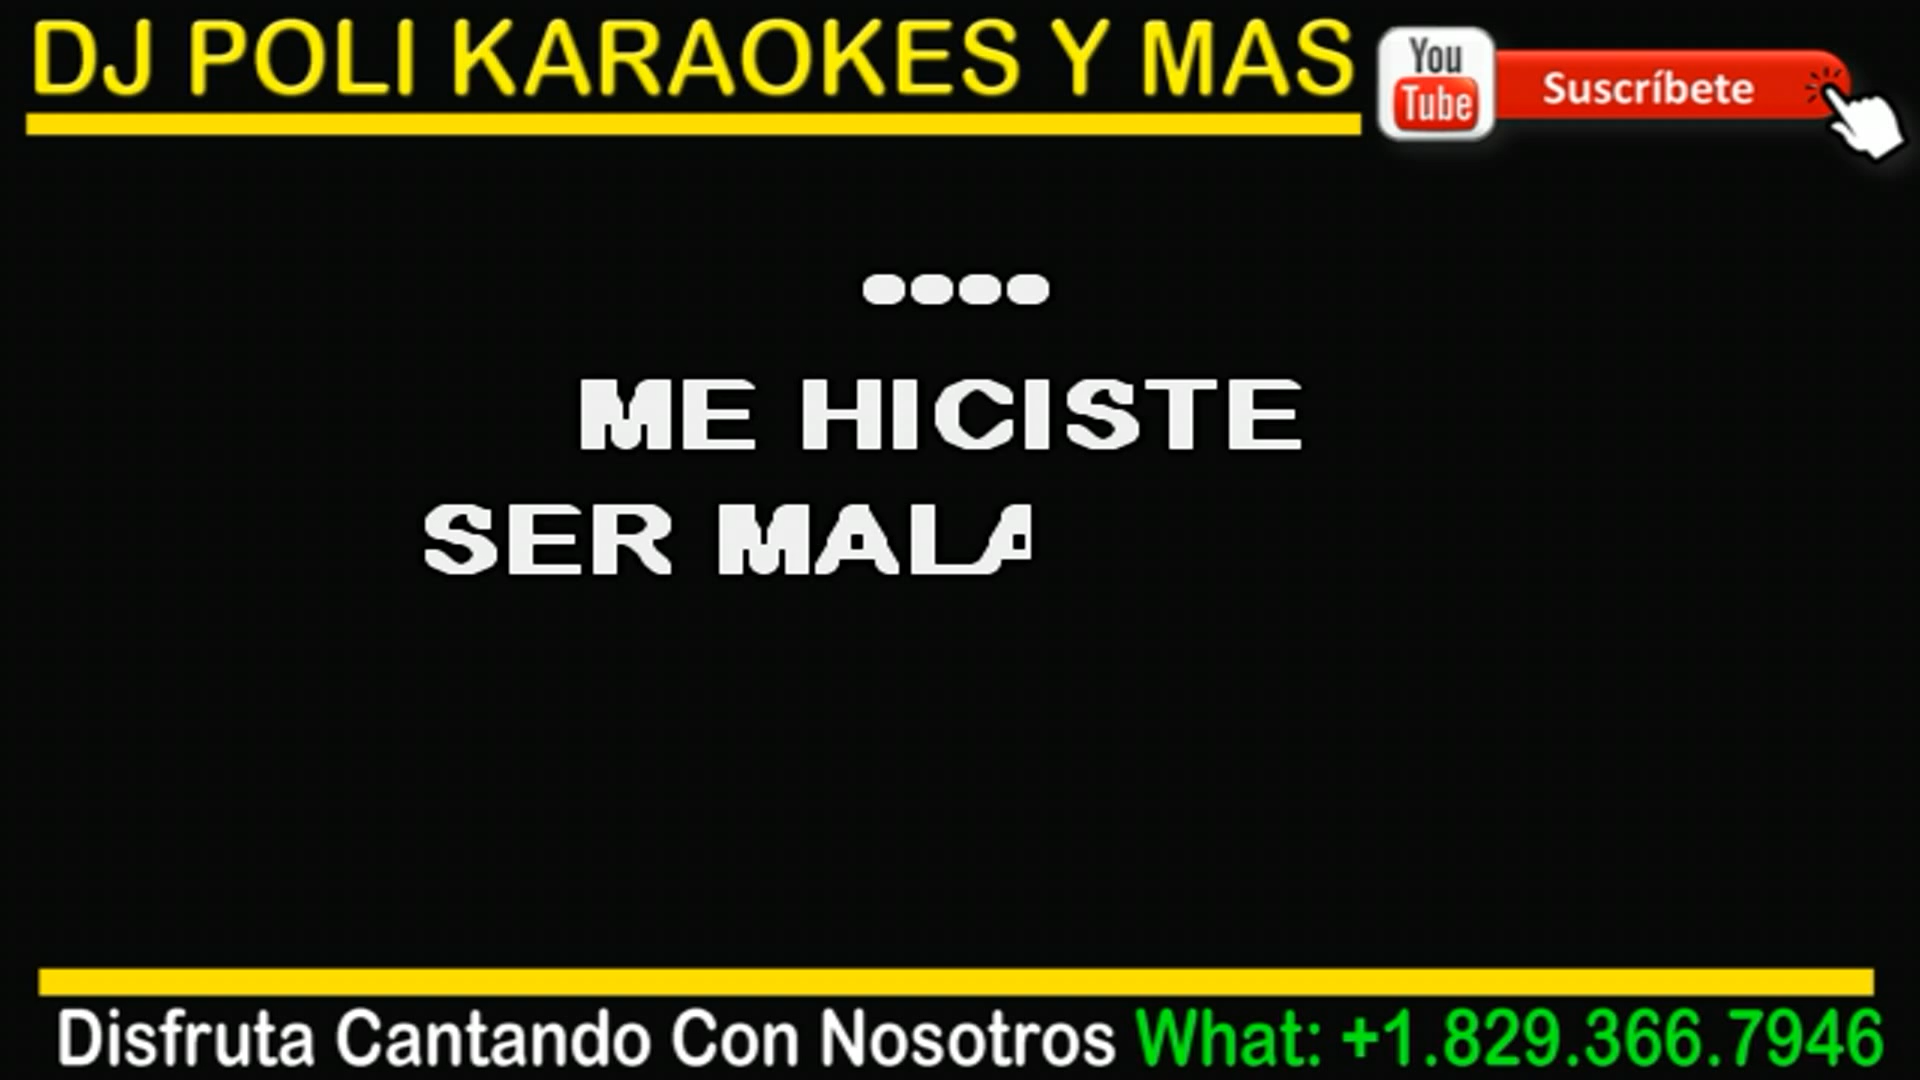 DJ POLI KARAOKES Y MAS
You Tube Suscríbete
ME HICISTE
SER MALA
Disfruta Cantando Con Nosotros What: +1.829.366.7946